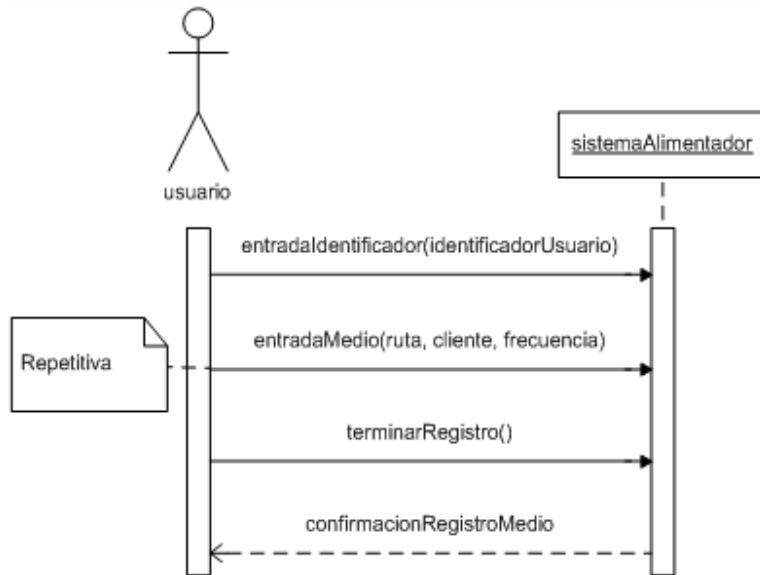 sistemaAlimentador
usuario
entradaIdentificador(identificadorUsuario)
entradaMedio(ruta, cliente, frecuencia)
Repetitiva
terminarRegistro()
confirmacionRegistroMedio